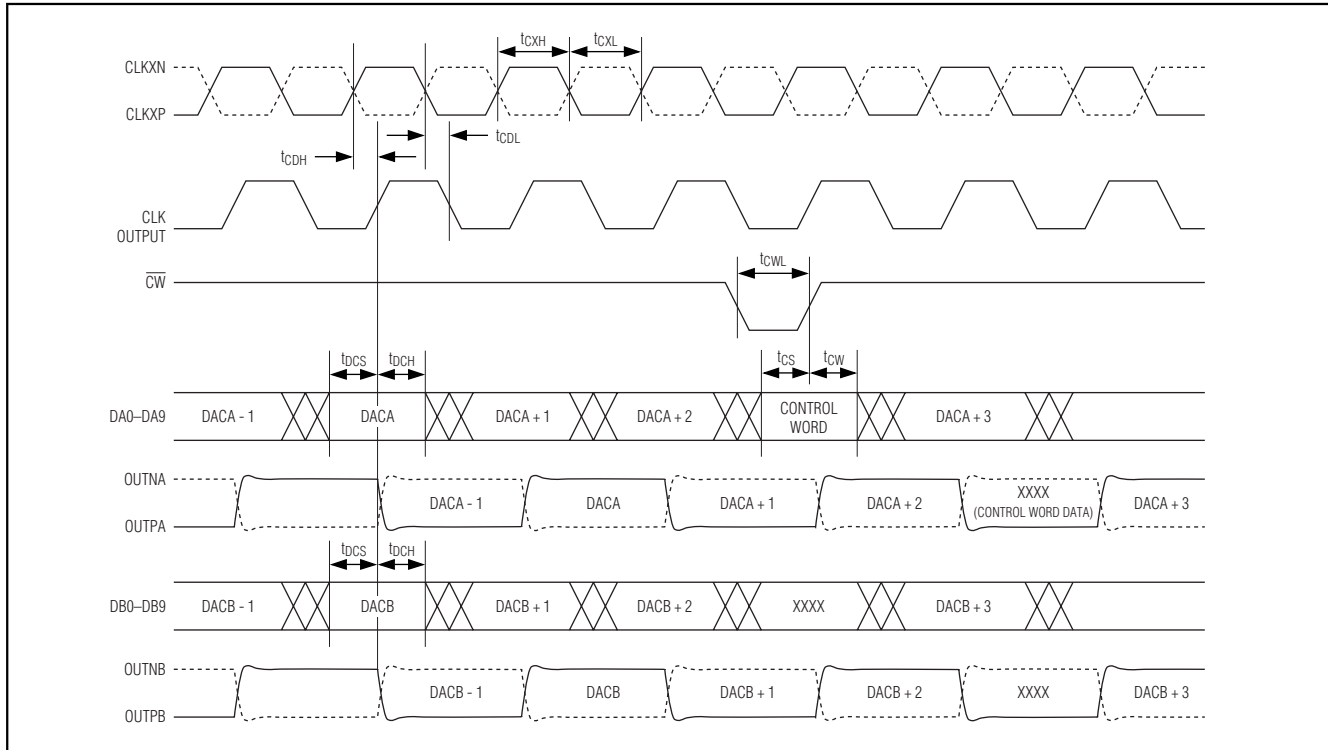 tCXH tCXL
CLKXN
CLKXP
tCDL
tCDH
CLK
OUTPUT
tCWL
CW
tDCS tDCH tCS tCW
DA0–DA9 DACA - 1 DACA DACA + 1 DACA + 2 CONTROL WORD DACA + 3
OUTNA
OUTPA
DACA - 1 DACA DACA + 1 DACA + 2 XXXX (CONTROL WORD DATA) DACA + 3
tDCS tDCH
DB0–DB9 DACB - 1 DACB DACB + 1 DACB + 2 XXXX DACB + 3
OUTNB
OUTPB
DACB - 1 DACB DACB + 1 DACB + 2 XXXX DACB + 3